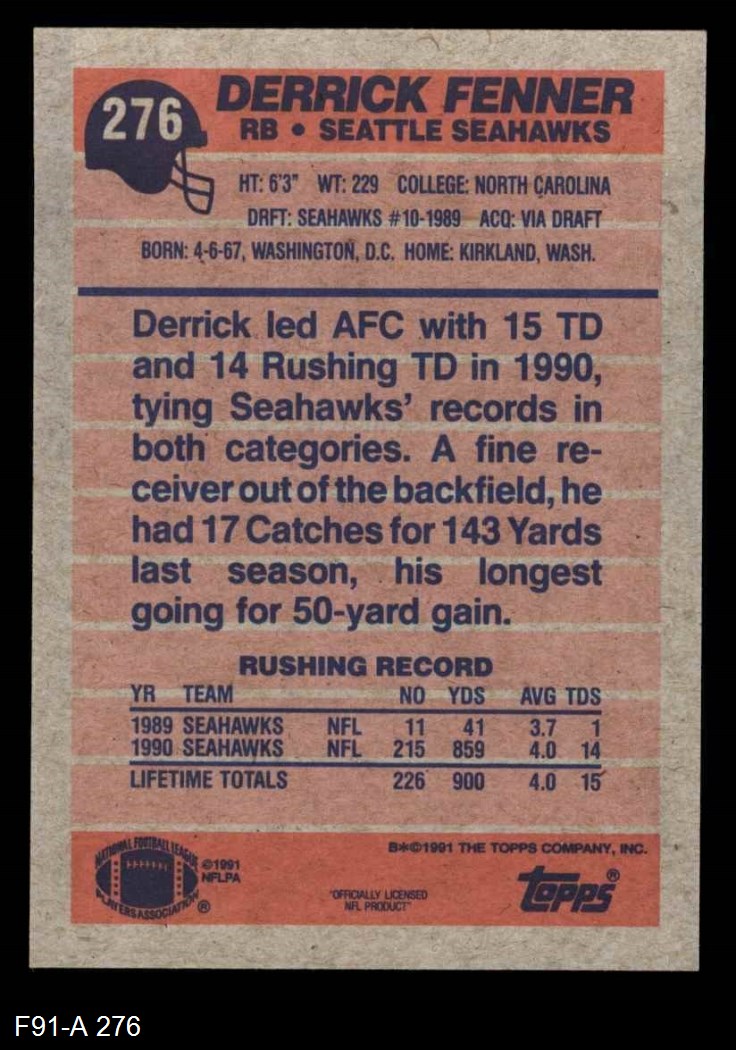 276
DERRICK FENNER
RB • SEATTLE SEAHAWKS
HT: 6'3" WT: 229 COLLEGE: NORTH CAROLINA
DRFT: SEAHAWKS #10-1989 ACQ: VIA DRAFT
BORN: 4-6-67, WASHINGTON, D.C. HOME: KIRKLAND, WASH.
Derrick led AFC with 15 TD
and 14 Rushing TD in 1990,
tying Seahawks' records in
both categories. A fine re-
ceiver out of the backfield, he
had 17 Catches for 143 Yards
last season, his longest
going for 50-yard gain.
RUSHING RECORD
YR TEAM NO YDS AVG TDS
1989 SEAHAWKS NFL 11 41 3.7 1
1990 SEAHAWKS NFL 215 859 4.0 14
LIFETIME TOTALS 226 900 4.0 15
NATIONAL FOOTBALL LEAGUE
PLAYERS ASSOCIATION ®
©1991
NFLPA
"OFFICIALLY LICENSED
NFL PRODUCT"
B*©1991 THE TOPPS COMPANY, INC.
topps®
F91-A 276